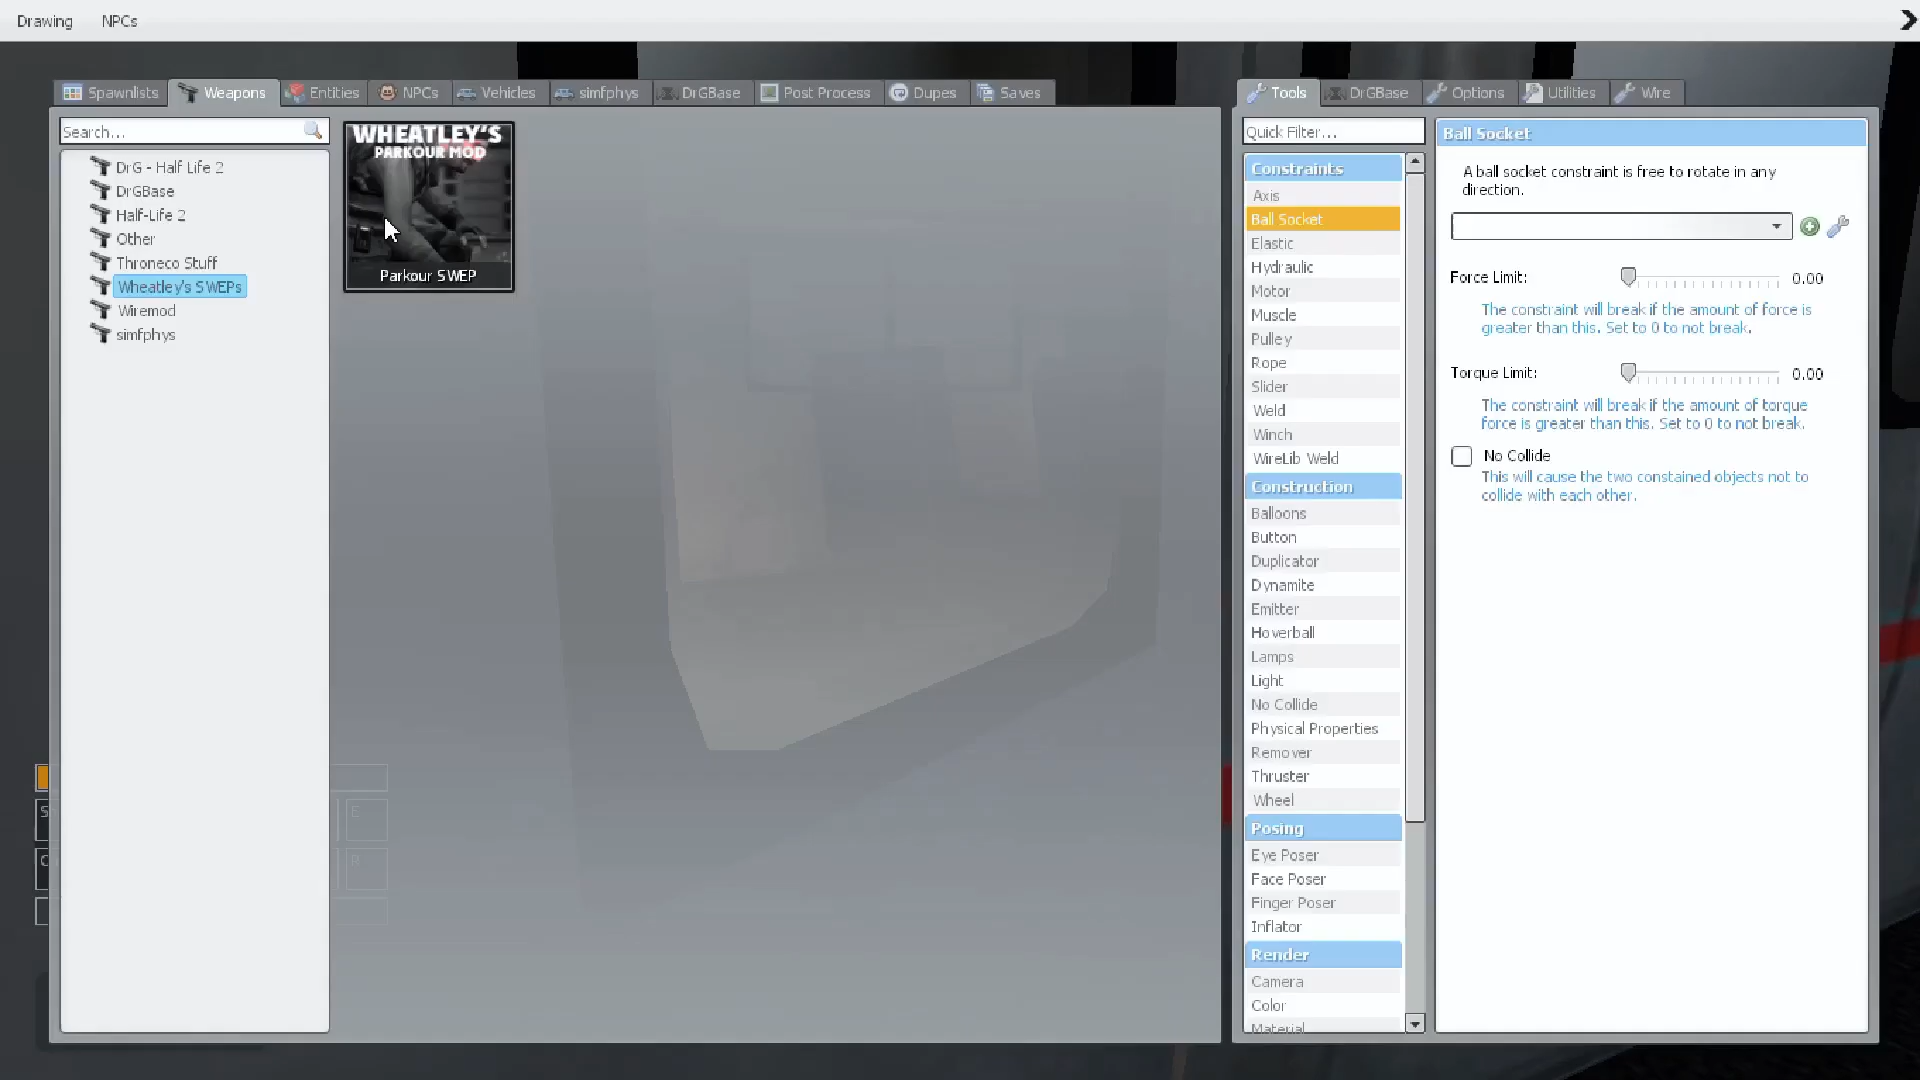 Drawing NPCs
Spawnlists Weapons Entities NPCs Vehicles simfphys DrGBase Post Process Dupes Saves
Search...
DrG - Half Life 2
DrGBase
Half-Life 2
Other
Throneco Stuff
Wheatley's SWEPs
Wiremod
simfphys
WHEATLEY'S
PARKOUR MOD
Parkour SWEP
S
E
C
R
Tools DrGBase Options Utilities Wire
Quick Filter...
Constraints
Axis
Ball Socket
Elastic
Hydraulic
Motor
Muscle
Pulley
Rope
Slider
Weld
Winch
WireLib Weld
Construction
Balloons
Button
Duplicator
Dynamite
Emitter
Hoverball
Lamps
Light
No Collide
Physical Properties
Remover
Thruster
Wheel
Posing
Eye Poser
Face Poser
Finger Poser
Inflator
Render
Camera
Color
Material
Ball Socket
A ball socket constraint is free to rotate in any
direction.
Force Limit: 0.00
The constraint will break if the amount of force is
greater than this. Set to 0 to not break.
Torque Limit: 0.00
The constraint will break if the amount of torque
force is greater than this. Set to 0 to not break.
No Collide
This will cause the two constained objects not to
collide with each other.